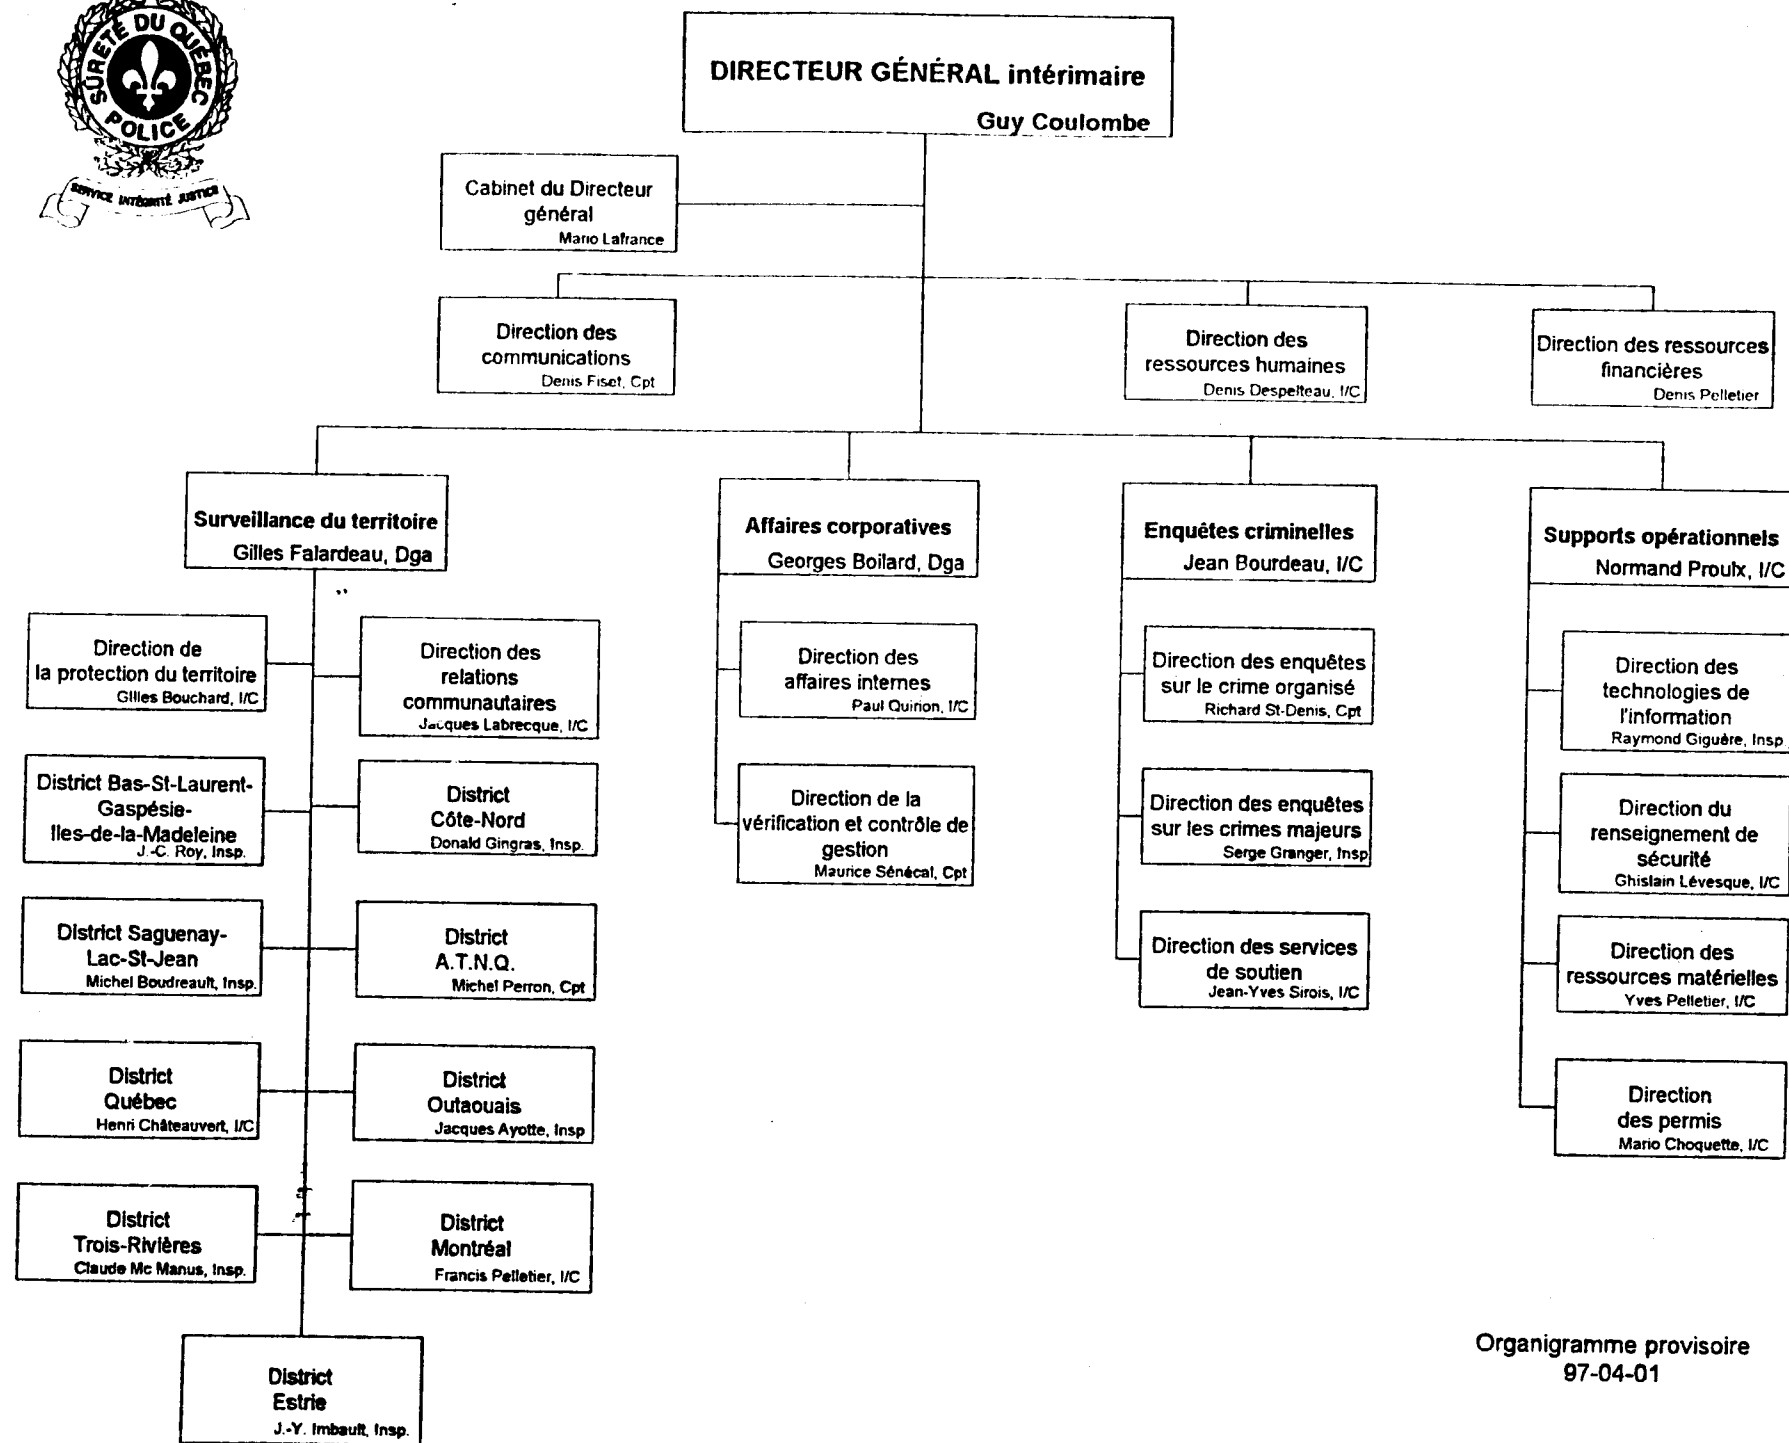 SÛRETÉ DU QUÉBEC
POLICE
SERVICE INTÉGRITÉ JUSTICE
DIRECTEUR GÉNÉRAL intérimaire
Guy Coulombe
Cabinet du Directeur
général
Mario Lafrance
Direction des
communications
Denis Fiset, Cpt
Direction des
ressources humaines
Denis Despelteau, I/C
Direction des ressources
financières
Denis Pelletier
Surveillance du territoire
Gilles Falardeau, Dga
Affaires corporatives
Georges Boilard, Dga
Enquêtes criminelles
Jean Bourdeau, I/C
Supports opérationnels
Normand Proulx, I/C
Direction de
la protection du territoire
Gilles Bouchard, I/C
Direction des
relations
communautaires
Jacques Labrecque, I/C
District Bas-St-Laurent-
Gaspésie-
Iles-de-la-Madeleine
J.-C. Roy, Insp.
District
Côte-Nord
Donald Gingras, Insp.
District Saguenay-
Lac-St-Jean
Michel Boudreault, Insp.
District
A.T.N.Q.
Michel Perron, Cpt
District
Québec
Henri Châteauvert, I/C
District
Outaouais
Jacques Ayotte, Insp
District
Trois-Rivières
Claude Mc Manus, Insp.
District
Montréal
Francis Pelletier, I/C
District
Estrie
J.-Y. Imbault, Insp.
Direction des
affaires internes
Paul Quirion, I/C
Direction de la
vérification et contrôle de
gestion
Maurice Sénécal, Cpt
Direction des enquêtes
sur le crime organisé
Richard St-Denis, Cpt
Direction des enquêtes
sur les crimes majeurs
Serge Granger, Insp
Direction des services
de soutien
Jean-Yves Sirois, I/C
Direction des
technologies de
l'information
Raymond Giguère, Insp.
Direction du
renseignement de
sécurité
Ghislain Lévesque, I/C
Direction des
ressources matérielles
Yves Pelletier, I/C
Direction
des permis
Mario Choquette, I/C
Organigramme provisoire
97-04-01